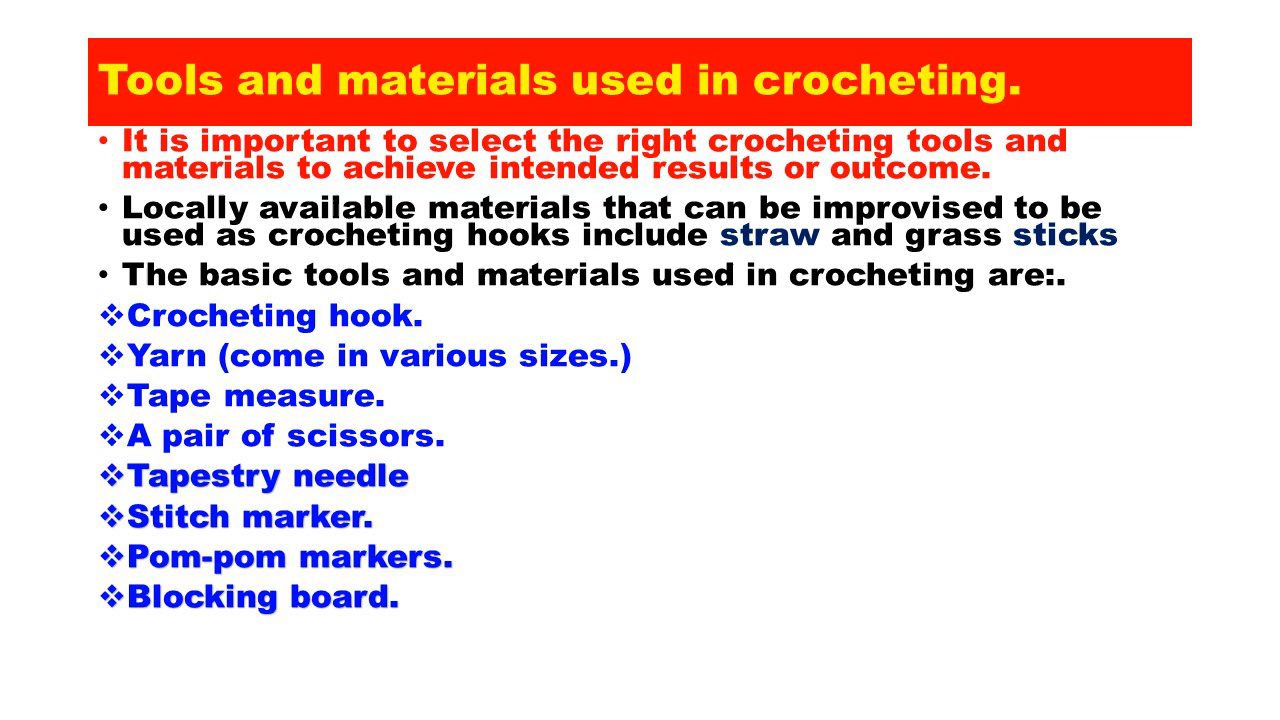 Tools and materials used in crocheting.
• It is important to select the right crocheting tools and
materials to achieve intended results or outcome.
• Locally available materials that can be improvised to be
used as crocheting hooks include straw and grass sticks
• The basic tools and materials used in crocheting are:.
❖Crocheting hook.
❖Yarn (come in various sizes.)
❖Tape measure.
❖A pair of scissors.
❖Tapestry needle
❖Stitch marker.
❖Pom-pom markers.
❖Blocking board.